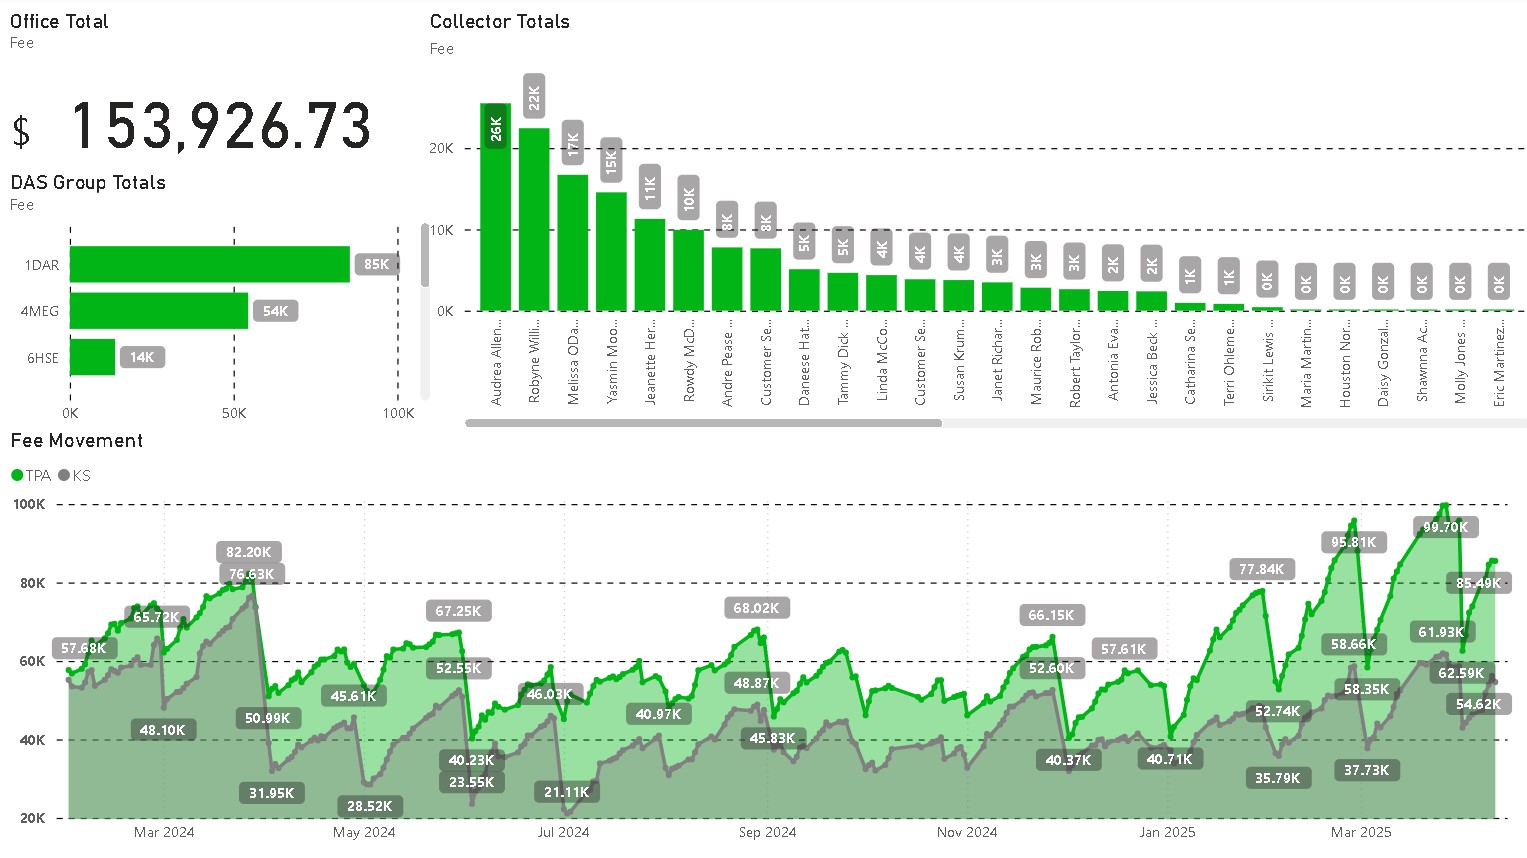 Office Total
Fee
$ 153,926.73
DAS Group Totals
Fee
1DAR
85K
4MEG
54K
6HSE
14K
0K
50K
100K
Collector Totals
Fee
20K
10K
0K
26K
22K
17K
15K
11K
10K
8K
8K
5K
5K
4K
4K
4K
3K
3K
3K
2K
2K
1K
1K
0K
0K
0K
0K
0K
0K
0K
Audrea Allen...
Robyne Willi...
Melissa ODa...
Yasmin Moo...
Jeanette Her...
Rowdy McD...
Andre Pease ...
Customer Se...
Daneese Hat...
Tammy Dick ...
Linda McCo...
Customer Se...
Susan Krum...
Janet Richar...
Maurice Rob...
Robert Taylor...
Antonia Eva...
Jessica Beck ...
Catharina Se...
Terri Ohleme...
Sirikit Lewis ...
Maria Martin...
Houston Nor...
Daisy Gonzal...
Shawnna Ac...
Molly Jones ...
Eric Martinez...
Fee Movement
TPA KS
100K
80K
60K
40K
20K
57.68K
65.72K
48.10K
82.20K
76.63K
50.99K
31.95K
45.61K
28.52K
67.25K
52.55K
40.23K
23.55K
46.03K
21.11K
40.97K
68.02K
48.87K
45.83K
66.15K
52.60K
40.37K
57.61K
40.71K
77.84K
52.74K
35.79K
95.81K
58.66K
58.35K
37.73K
99.70K
61.93K
62.59K
85.49K
54.62K
Mar 2024
May 2024
Jul 2024
Sep 2024
Nov 2024
Jan 2025
Mar 2025